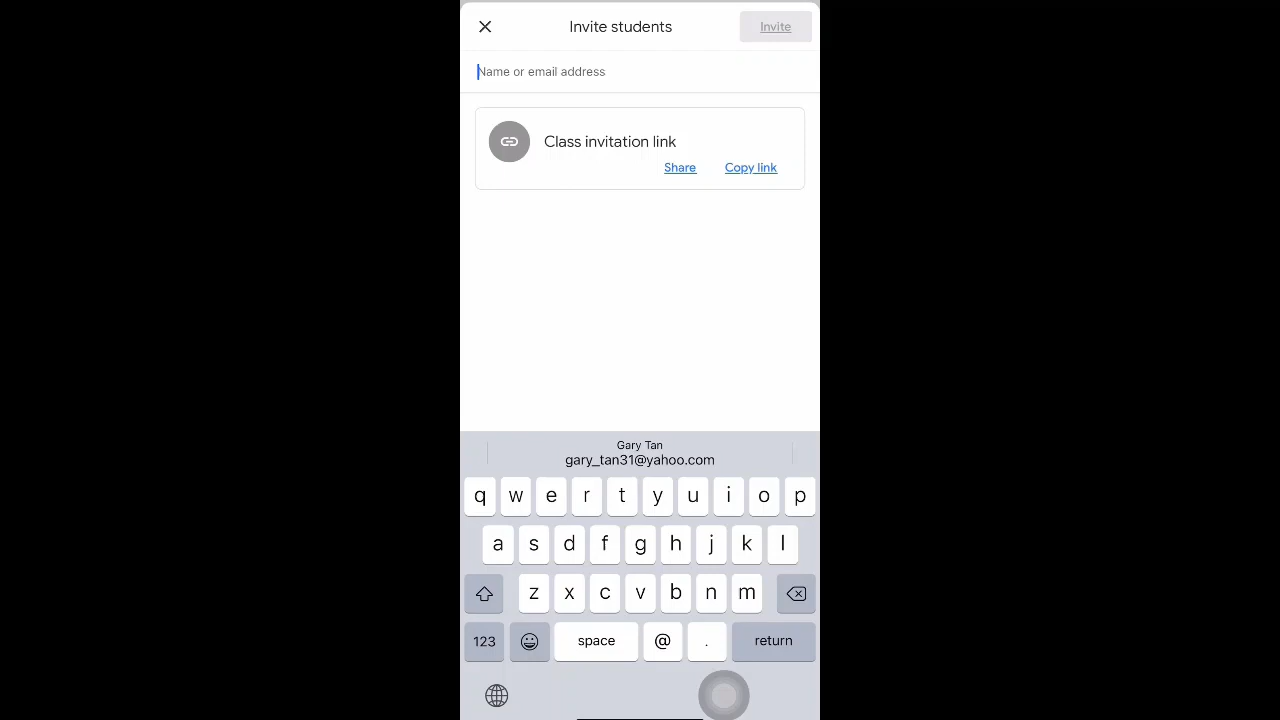 Invite students
Invite
Name or email address
Class invitation link
Share Copy link
Gary Tan
gary_tan31@yahoo.com
q w e r t y u i o p
a s d f g h j k l
z x c v b n m
123 space @ . return